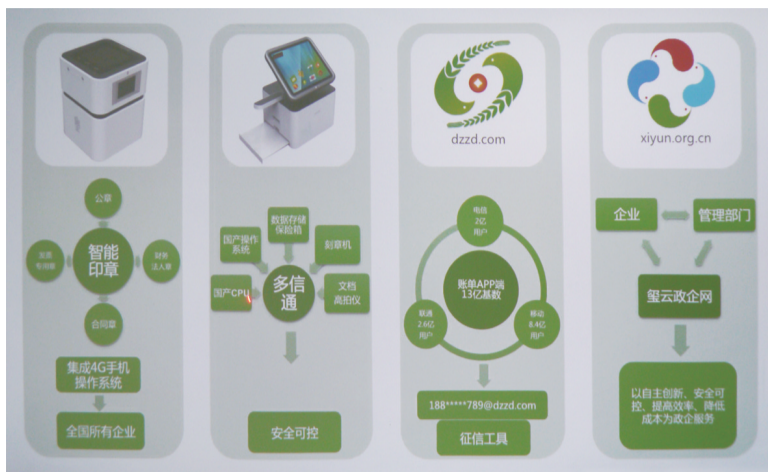 公章
智能
印章
发票
专用章
财务
法人章
合同章
集成4G手机
操作系统
全国所有企业
数据存储
保险箱
国产操作
系统
刻章机
国产CPU
多信
通
文档
高拍仪
安全可控
dzzd.com
电信
2亿
用户
账单APP端
13亿基数
联通
2.6亿
用户
移动
8.4亿
用户
188*****789@dzzd.com
征信工具
xiyun.org.cn
企业
管理部门
玺云政企网
以自主创新、安全可
控、提高效率、降低
成本为政企服务